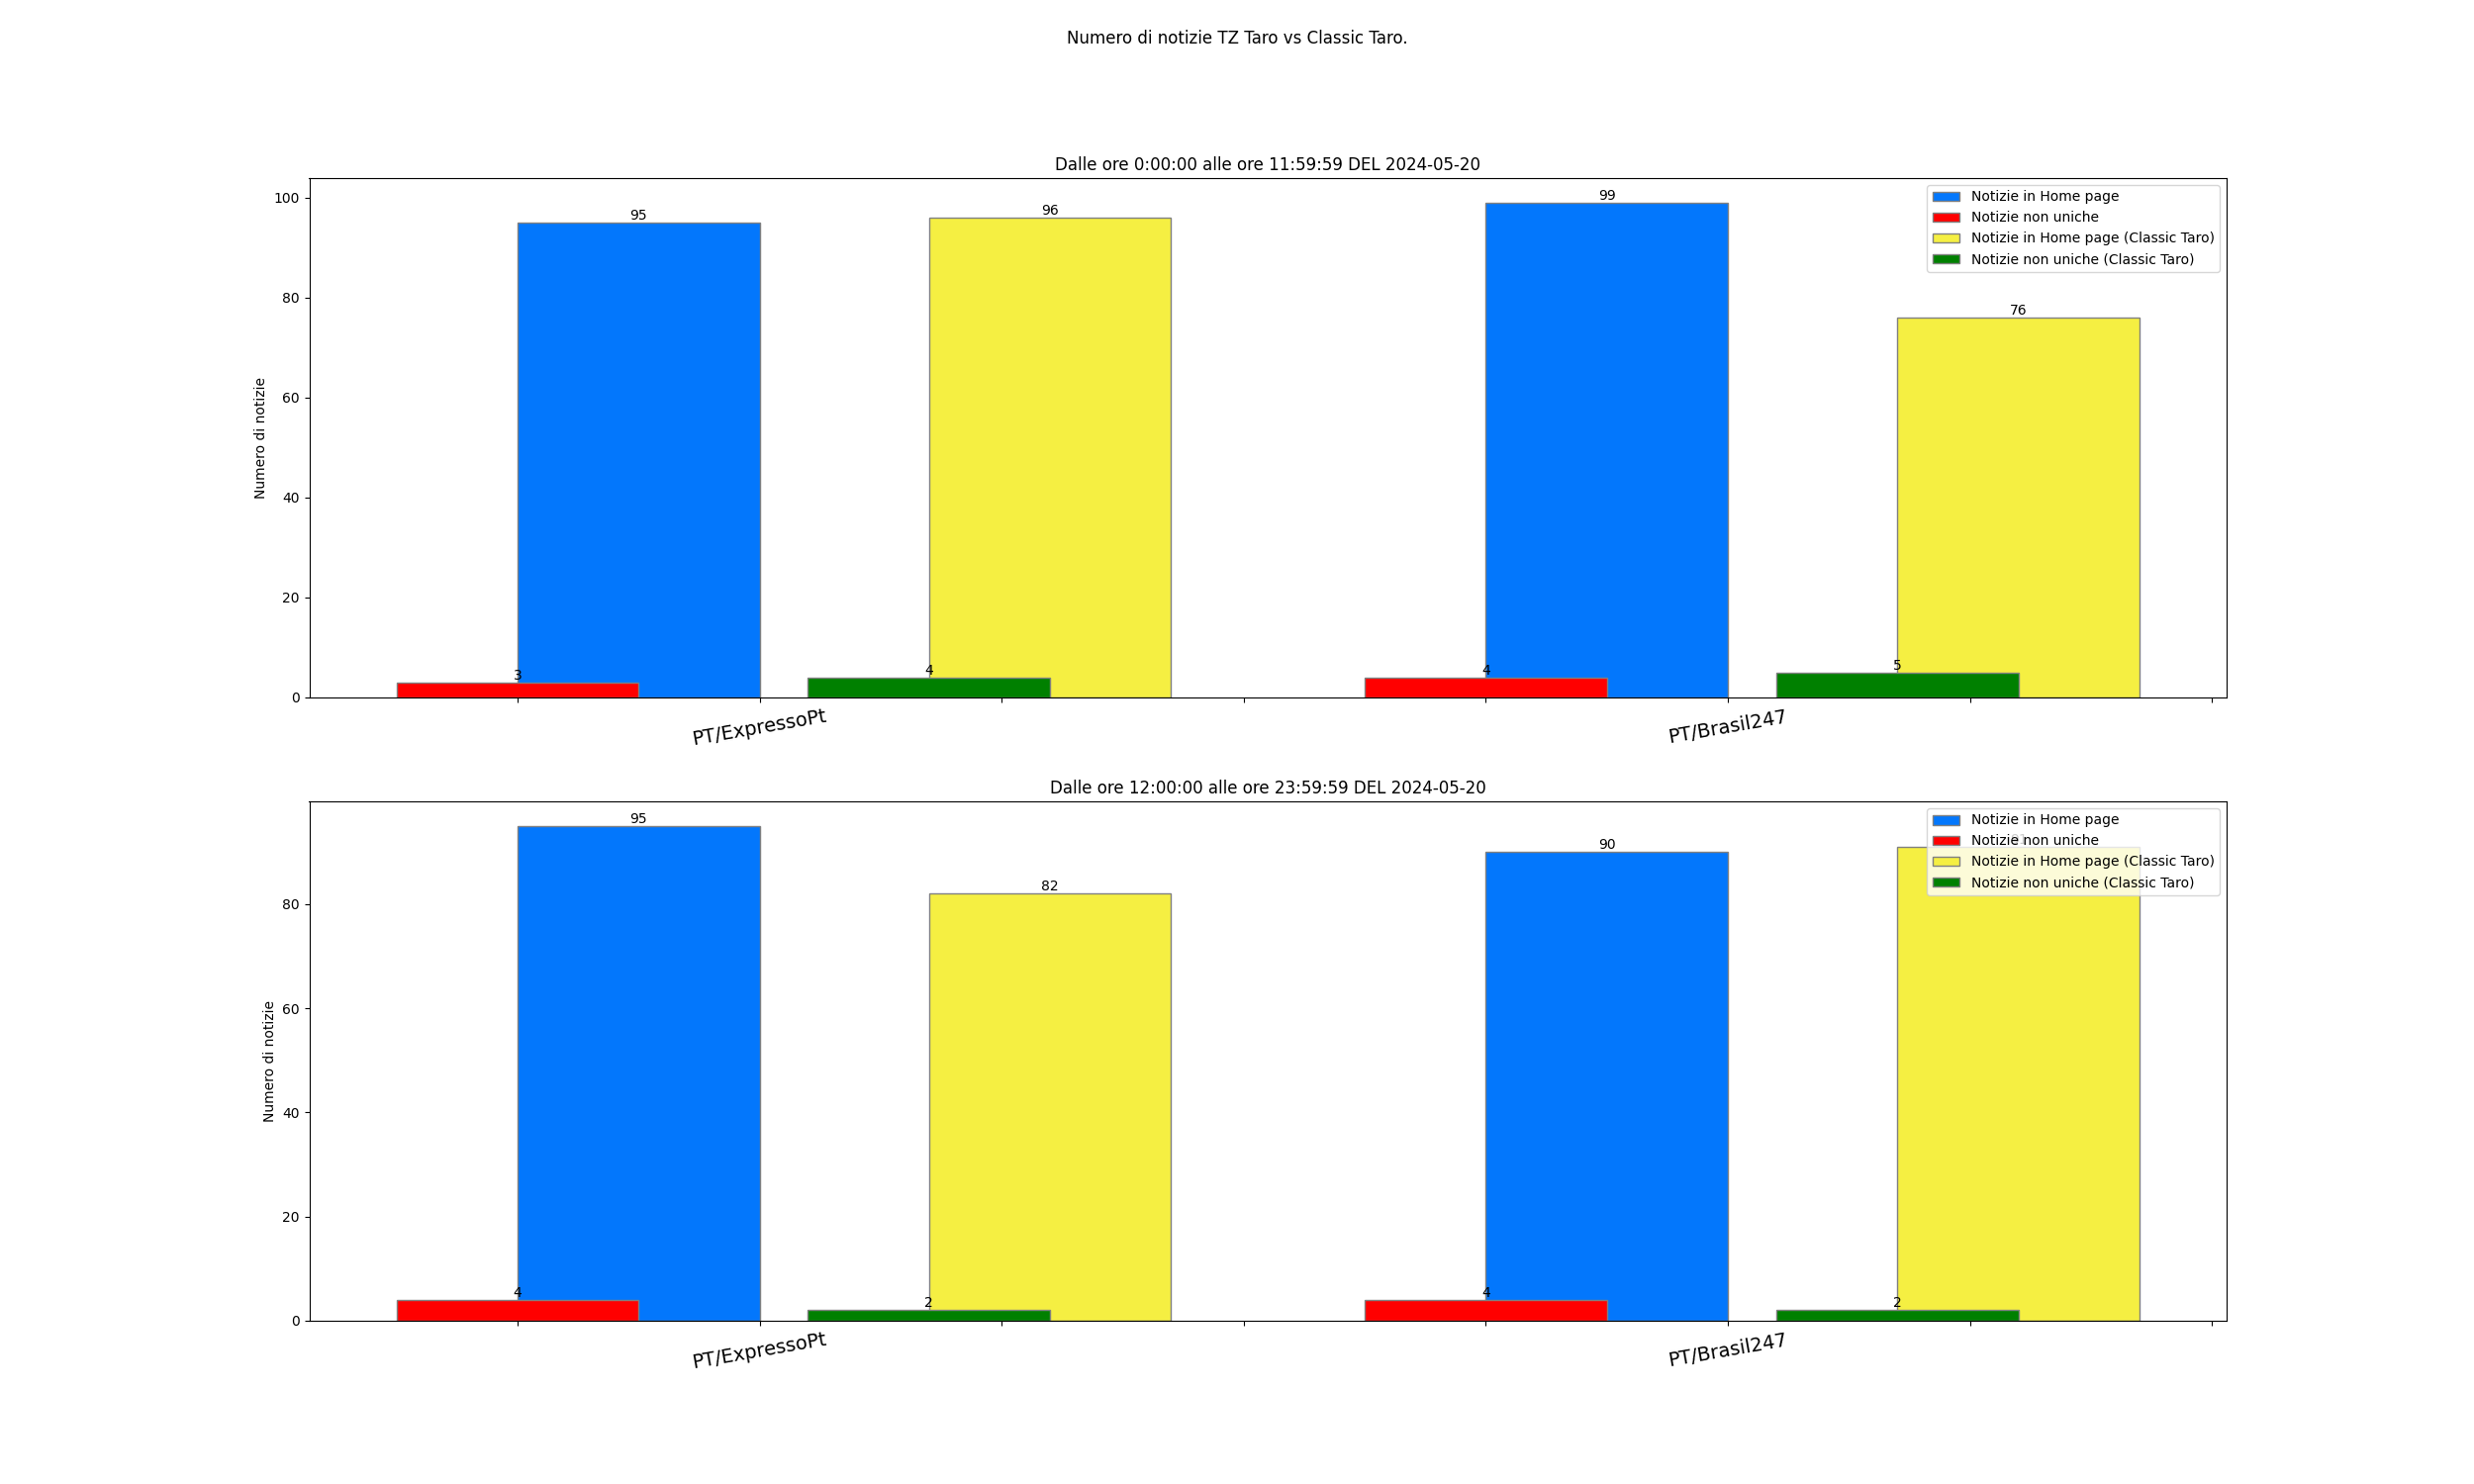 Numero di notizie TZ Taro vs Classic Taro.
Dalle ore 0:00:00 alle ore 11:59:59 DEL 2024-05-20
Numero di notizie
100
80
60
40
20
0
95
96
99
76
3
4
4
5
Notizie in Home page
Notizie non uniche
Notizie in Home page (Classic Taro)
Notizie non uniche (Classic Taro)
PT/ExpressoPt
PT/Brasil247
Dalle ore 12:00:00 alle ore 23:59:59 DEL 2024-05-20
Numero di notizie
80
60
40
20
0
95
82
90
4
2
4
2
Notizie in Home page
Notizie non uniche
Notizie in Home page (Classic Taro)
Notizie non uniche (Classic Taro)
PT/ExpressoPt
PT/Brasil247